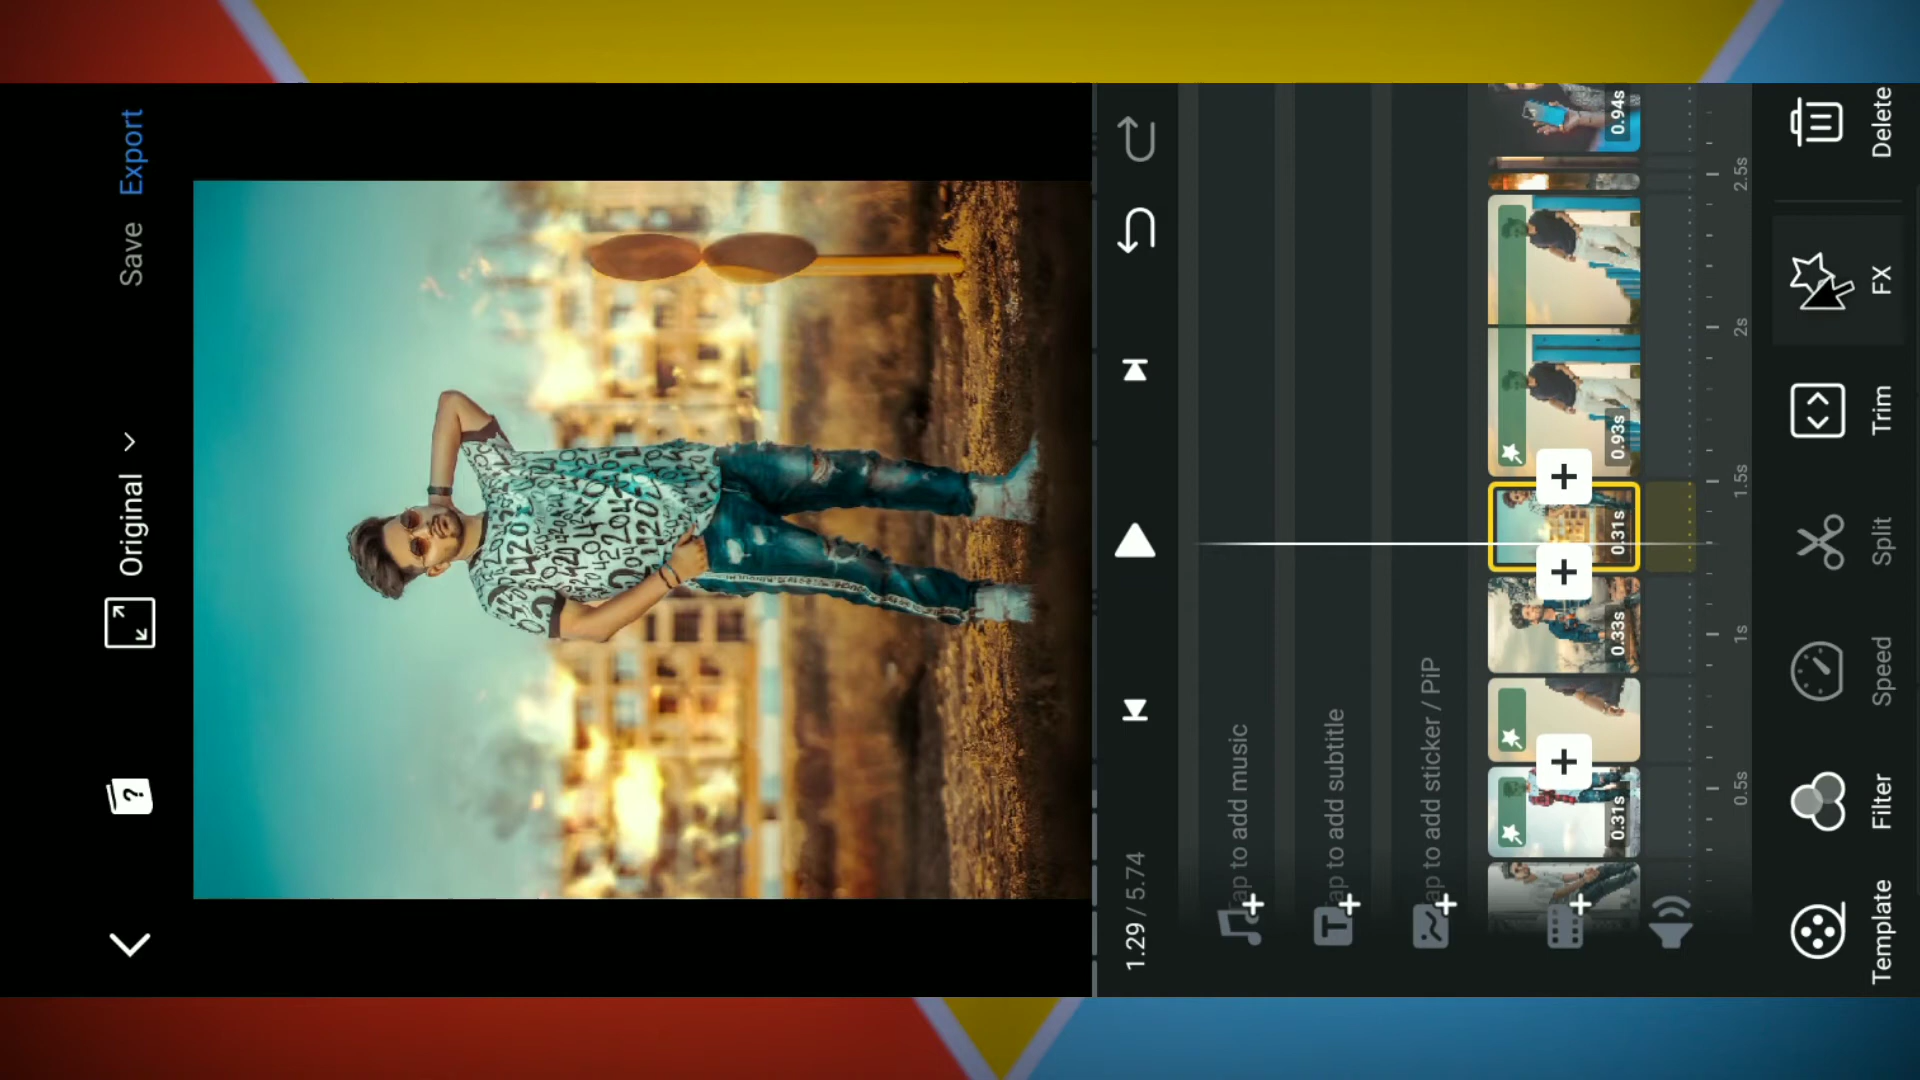 ?
Original
Save
Export
1.29 / 5.74
ap to add music
T
ap to add subtitle
ap to add sticker / PiP
0.31s 0.33s 0.31s 0.93s 0.94s
0.5s 1s 1.5s 2s 2.5s
Template Filter Speed Split Trim FX Delete